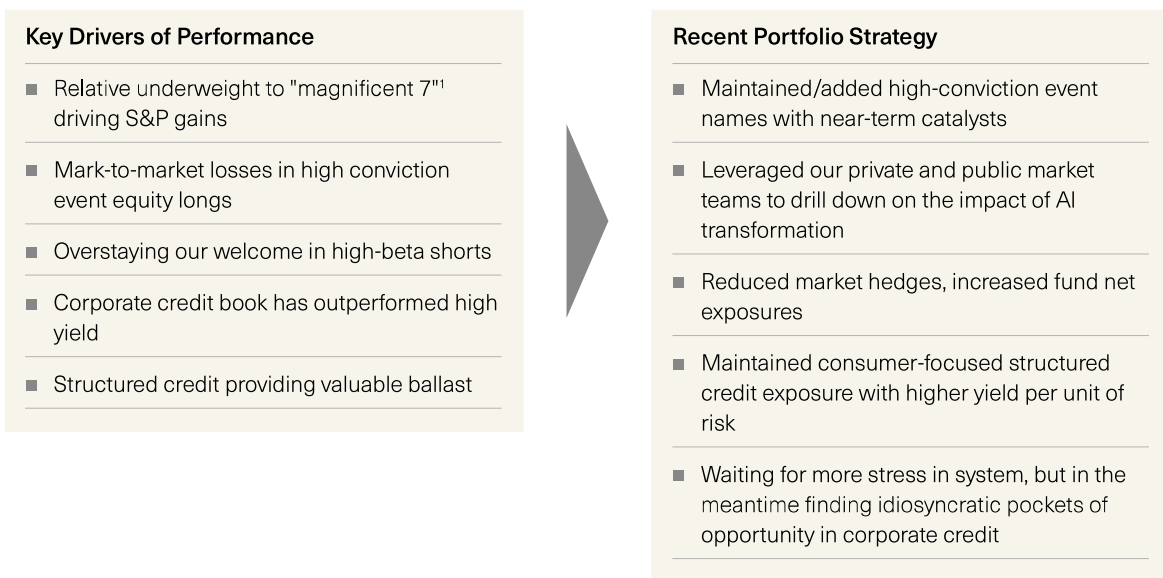 Key Drivers of Performance
Relative underweight to "magnificent 7"¹
driving S&P gains
Mark-to-market losses in high conviction
event equity longs
Overstaying our welcome in high-beta shorts
Corporate credit book has outperformed high
yield
Structured credit providing valuable ballast
Recent Portfolio Strategy
Maintained/added high-conviction event
names with near-term catalysts
Leveraged our private and public market
teams to drill down on the impact of AI
transformation
Reduced market hedges, increased fund net
exposures
Maintained consumer-focused structured
credit exposure with higher yield per unit of
risk
Waiting for more stress in system, but in the
meantime finding idiosyncratic pockets of
opportunity in corporate credit